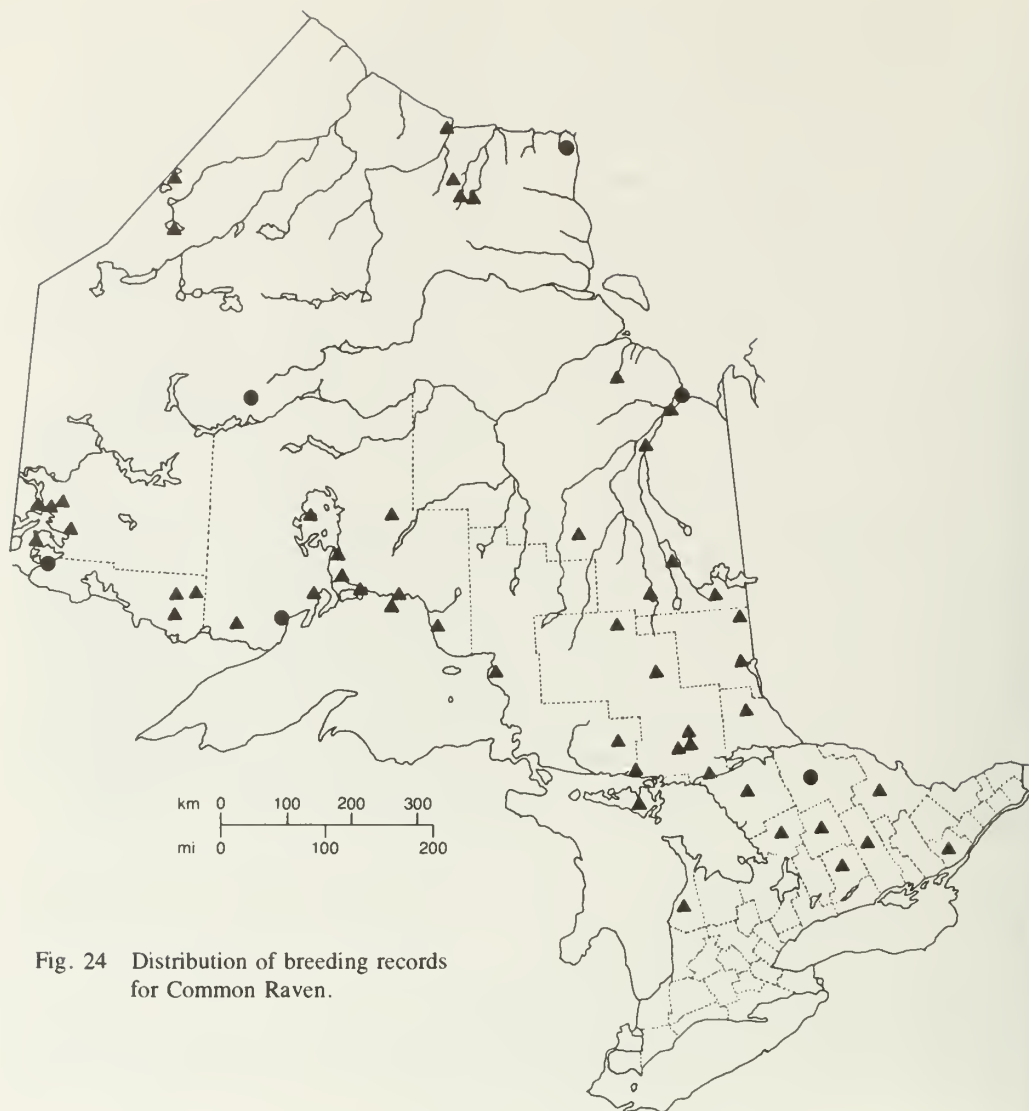 km 0 100 200 300
mi 0 100 200
Fig. 24 Distribution of breeding records
for Common Raven.